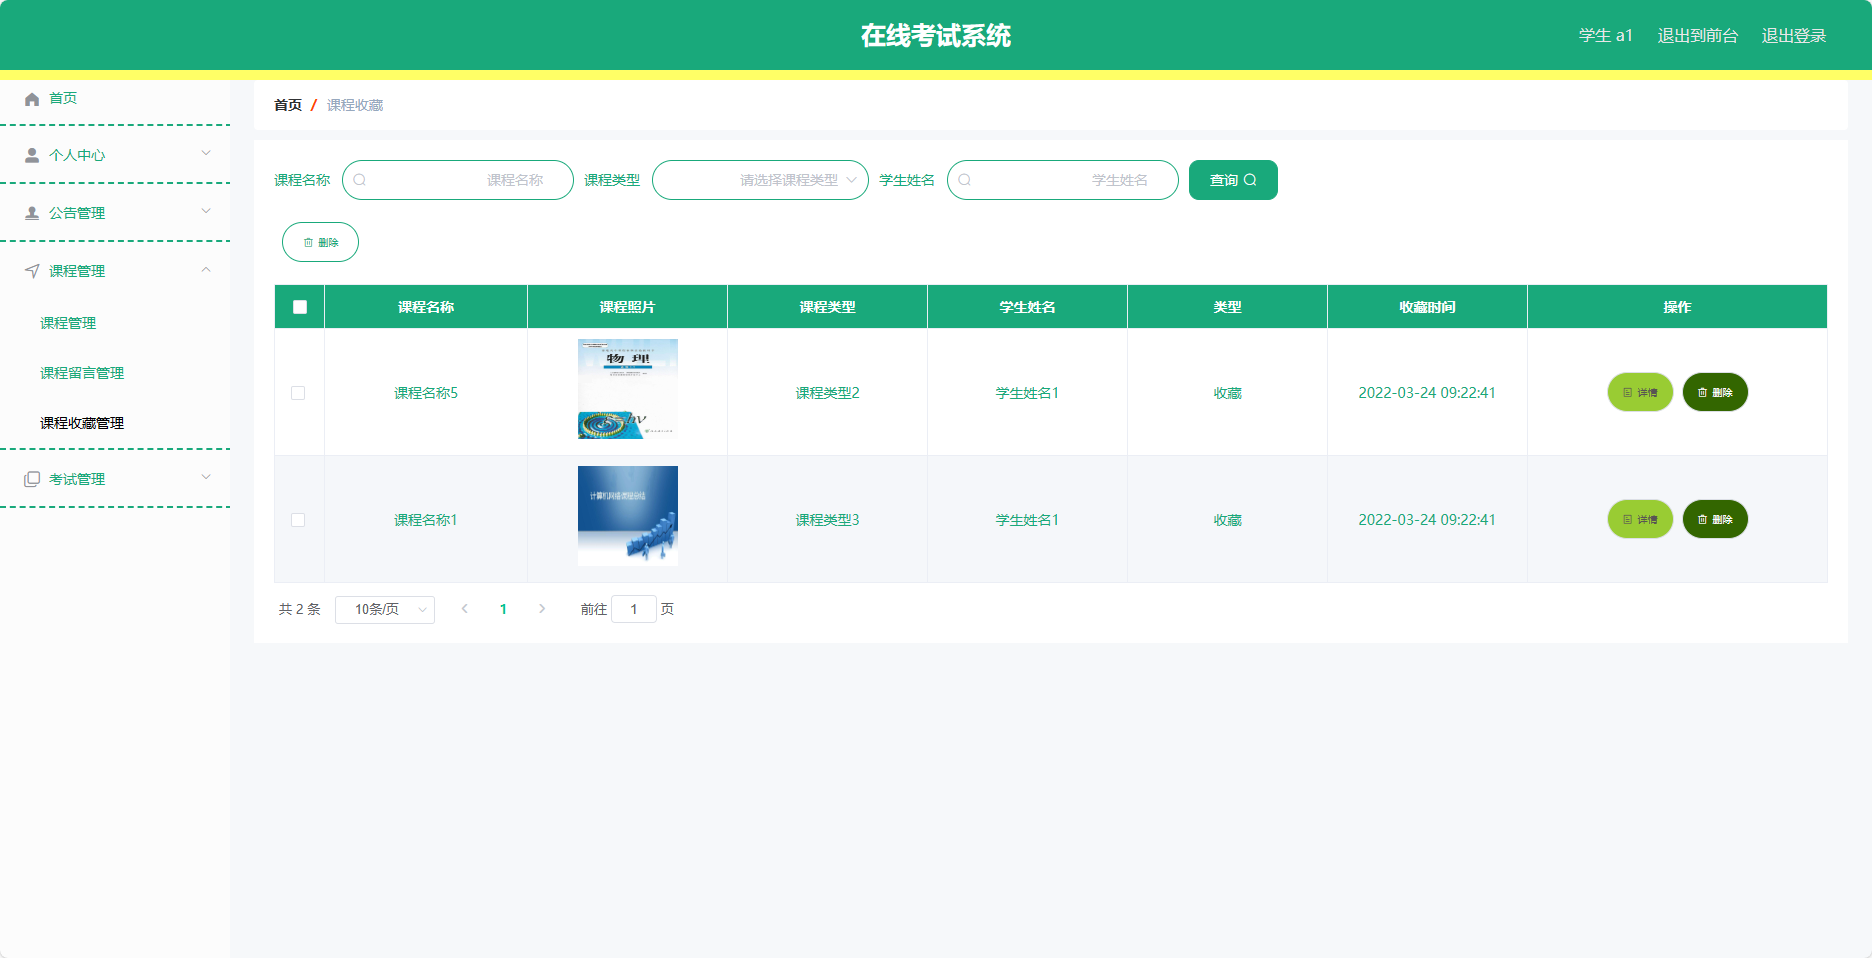 在线考试系统
学生 a1 退出到前台 退出登录
首页
个人中心
公告管理
课程管理
课程管理
课程留言管理
课程收藏管理
考试管理
首页 / 课程收藏
课程名称 课程名称 课程类型 请选择课程类型 学生姓名 学生姓名 查询
删除
课程名称 课程照片 课程类型 学生姓名 类型 收藏时间 操作
物理
课程名称5 课程类型2 学生姓名1 收藏 2022-03-24 09:22:41 详情 删除
计算机网络课程总结
课程名称1 课程类型3 学生姓名1 收藏 2022-03-24 09:22:41 详情 删除
共 2 条 10条/页 1 前往 1 页